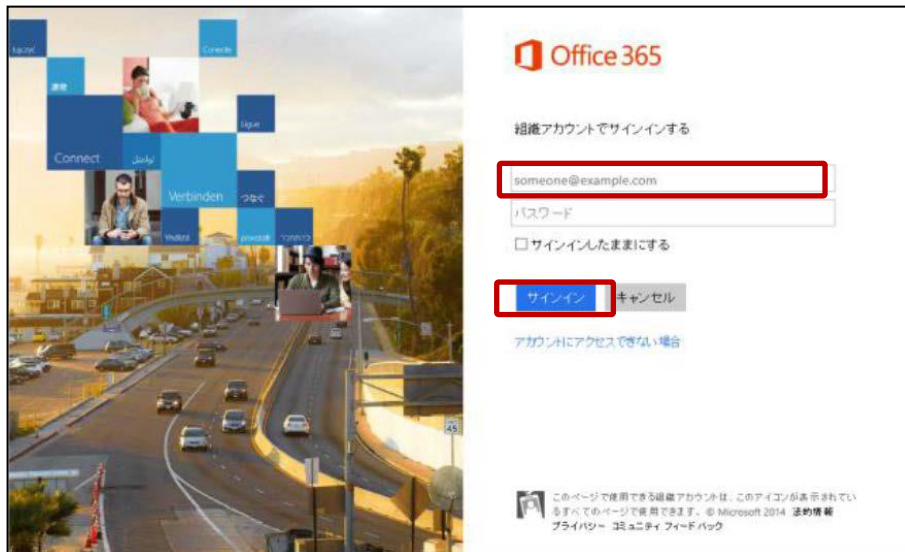 Connect
Ligue
Verbinden
つなぐ
45
Office 365
組織アカウントでサインインする
someone@example.com
パスワード
サインインしたままにする
サインイン
キャンセル
アカウントにアクセスできない場合
このページで使用できる組織アカウントは、このアイコンが表示されてい
るすべてのページで使用できます。 © Microsoft 2014 法的情報
プライバシー コミュニティ フィードバック